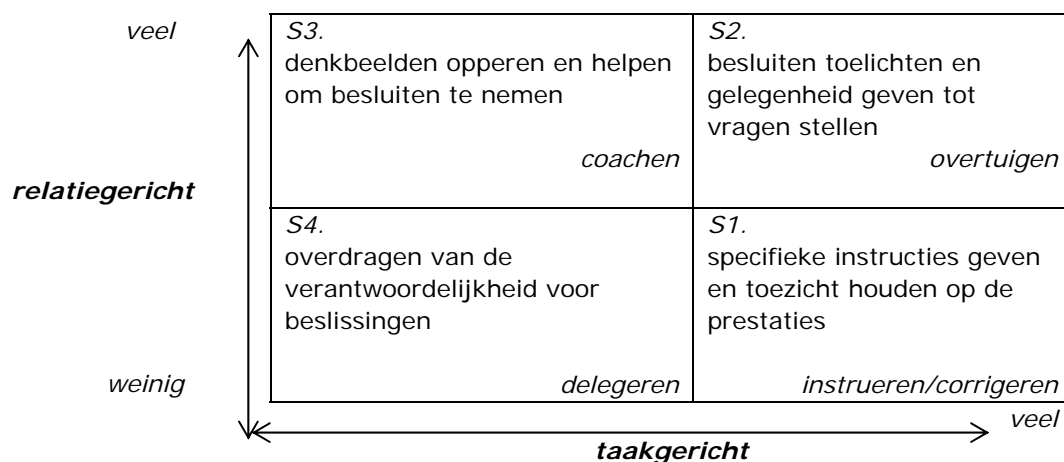 veel
S3.
denkbeelden opperen en helpen
om besluiten te nemen
coachen
S2.
besluiten toelichten en
gelegenheid geven tot
vragen stellen
overtuigen
relatiegericht
S4.
overdragen van de
verantwoordelijkheid voor
beslissingen
delegeren
S1.
specifieke instructies geven
en toezicht houden op de
prestaties
instrueren/corrigeren
weinig
veel
taakgericht